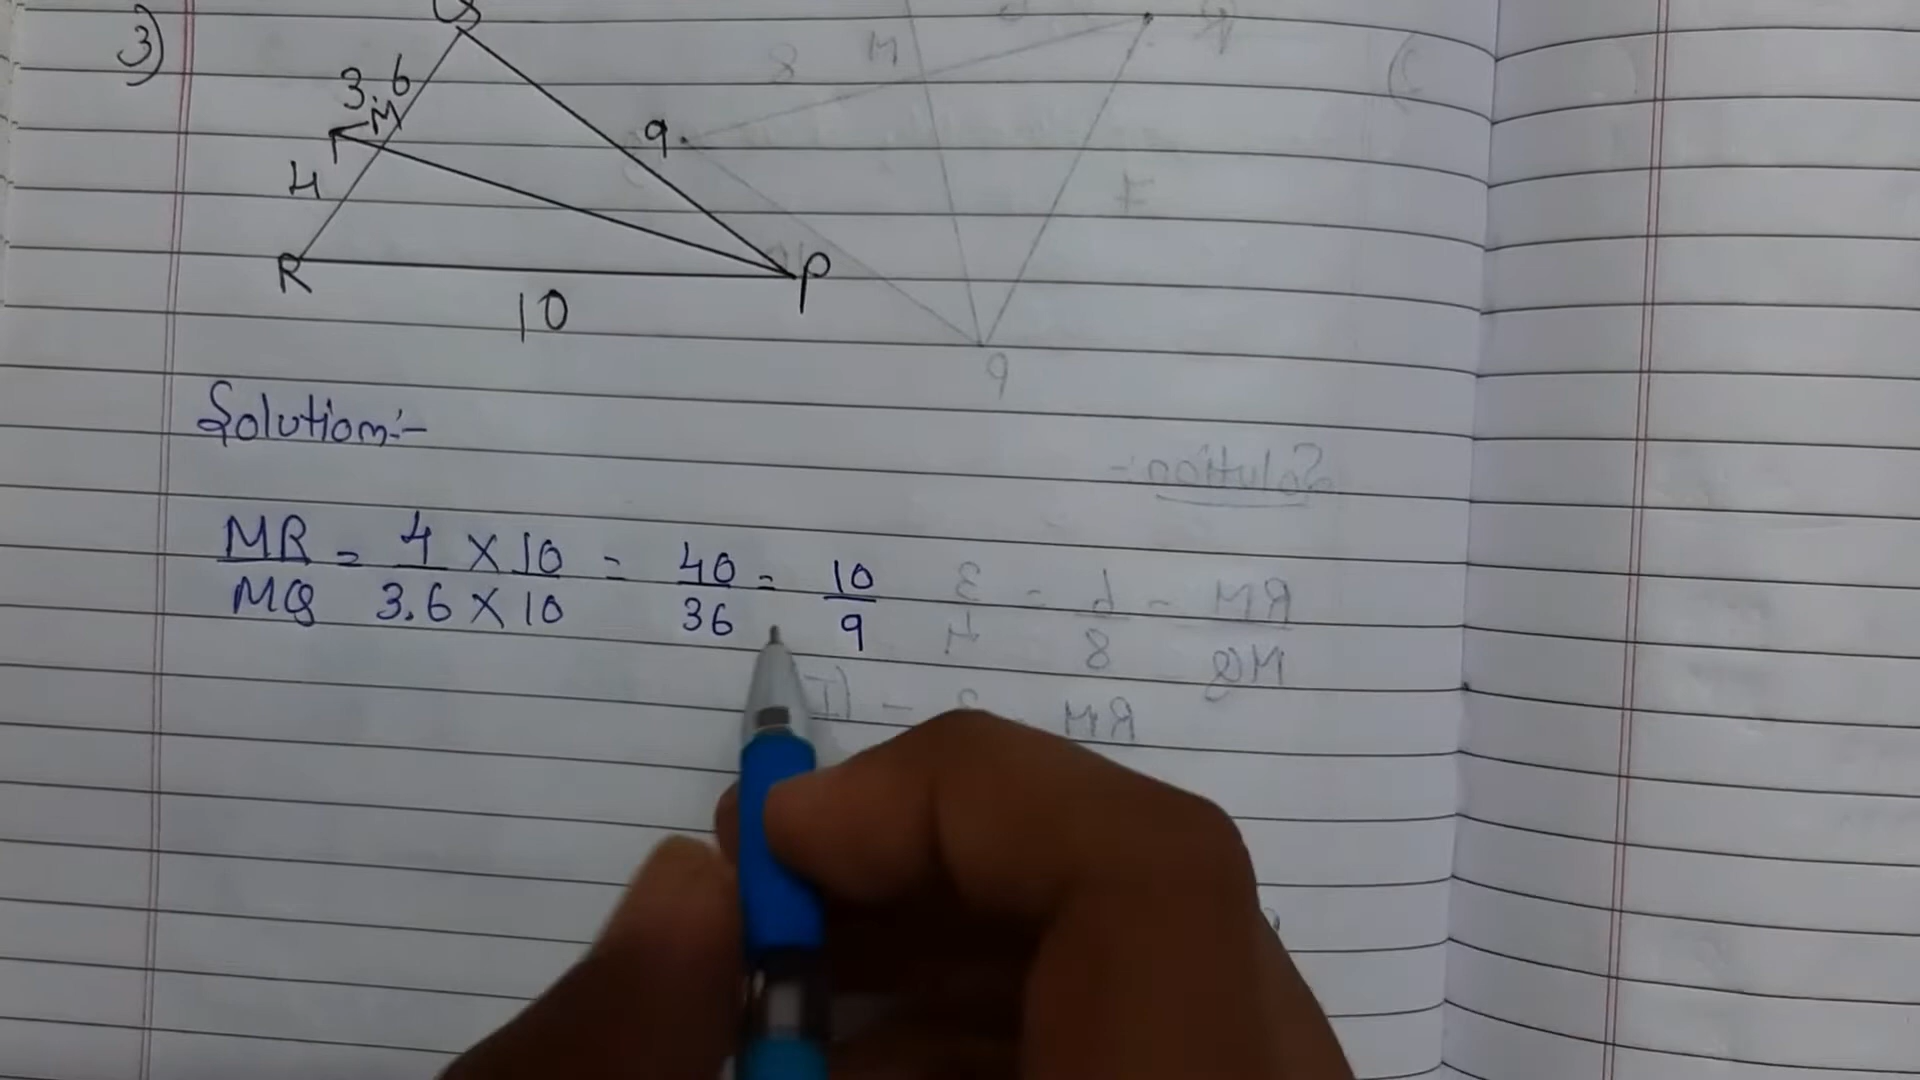 3)
Q
3.6
M
9
4
R
P
10
Solution:-
MR = 4 × 10 = 40 = 10
MQ 3.6 × 10 36 9